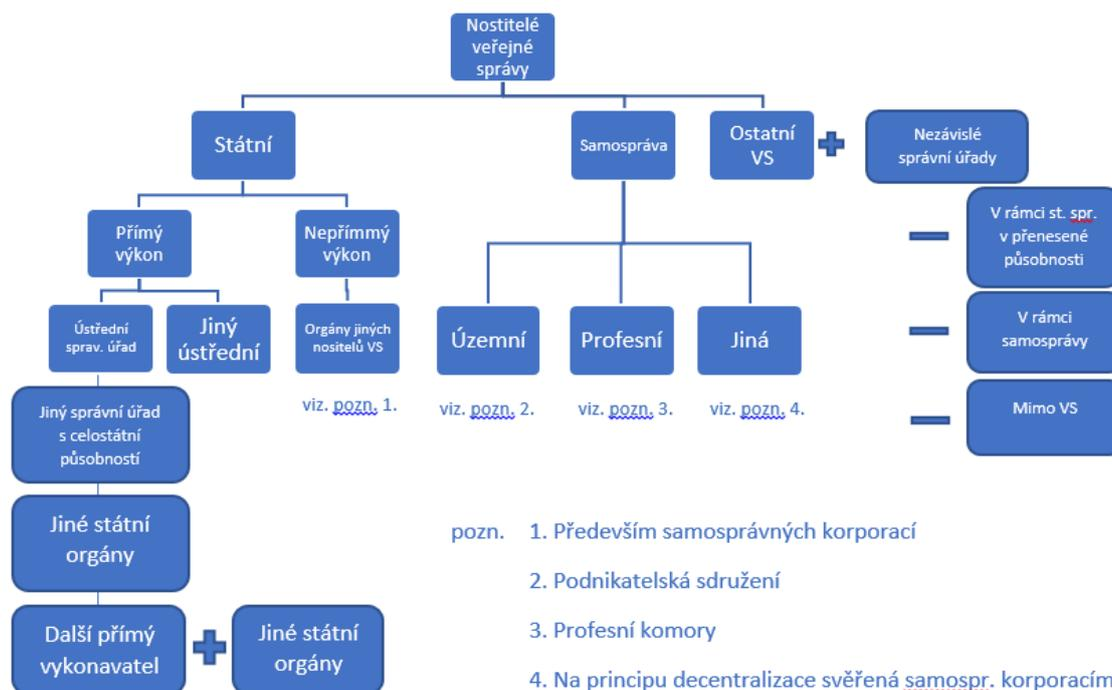 Nostitelé
veřejné
správy
Státní
Samospráva
Ostatní
VS
Nezávislé
správní úřady
Přímý
výkon
Nepřímmý
výkon
V rámci st. spr.
v přenesené
působnosti
Ústřední
sprav. úřad
Jiný
ústřední
Orgány jiných
nositelů VS
Územní
Profesní
Jiná
V rámci
samosprávy
viz. pozn. 1.
viz. pozn. 2.
viz. pozn. 3.
viz. pozn. 4.
Mimo VS
Jiný správní úřad
s celostátní
působností
Jiné státní
orgány
Další přímý
vykonavatel
Jiné státní
orgány
pozn. 1. Především samosprávných korporací
2. Podnikatelská sdružení
3. Profesní komory
4. Na principu decentralizace svěřená samospr. korporacím